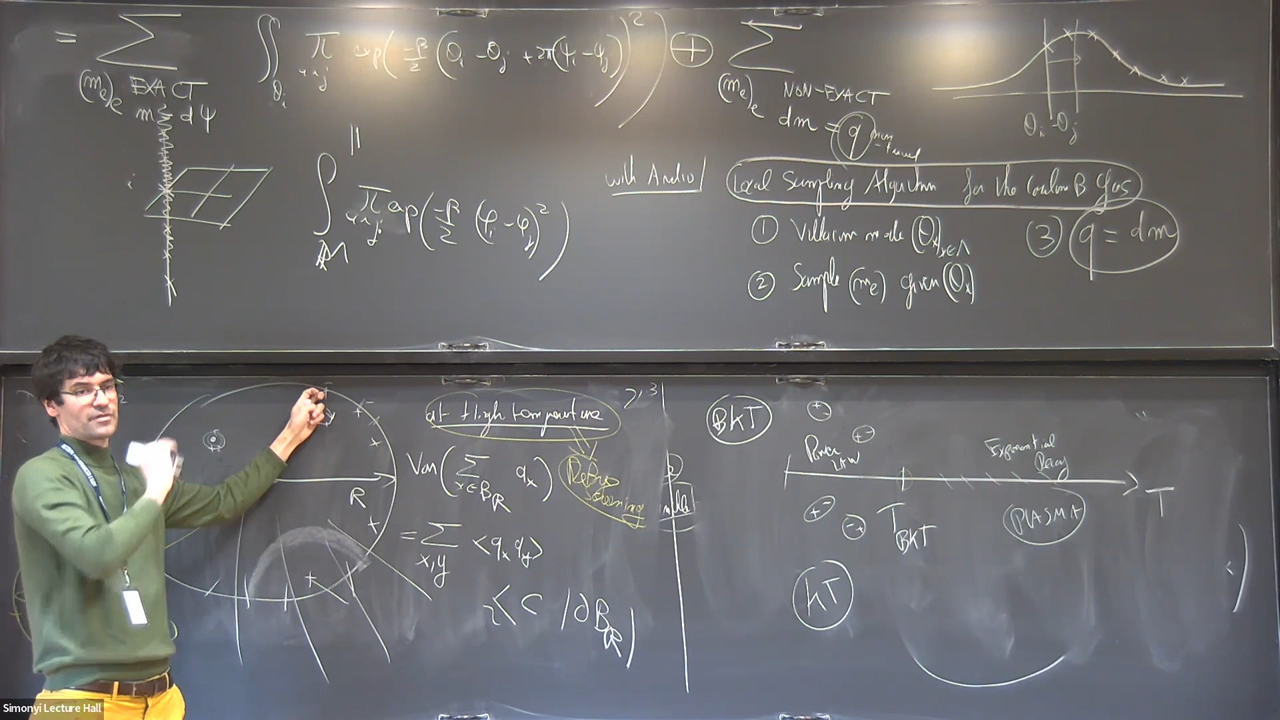 = ∑ ∬ π exp(-β/2 (θi - θj + 2π(ψi - ψj))²) ⊕ ∑
(me)e EXACT
m = dψ
(me)e NON-EXACT
dm = q
θi - θj
i
||
∫ π exp(-β/2 (φi - φj)²)
with
Local Sampling Algorithm for the Coulomb Gas
① Villain mode (θx)x∈Λ
② Sample (me) given (θx)
(3) q = dm
R
at High temperature
Var(∑ qx)
x∈BR
Debye screening
= ∑ <qx qy>
x,y
≤ C |∂BR|
BKT
Power law
Exponential decay
T
TBKT
PLASMA
KT
Simonyi Lecture Hall